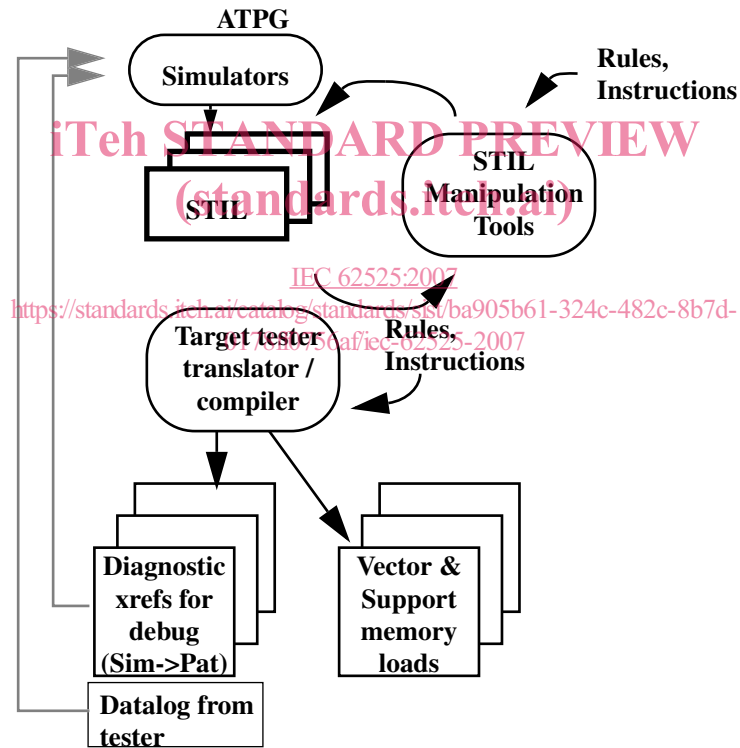 ATPG
Simulators
Rules,
Instructions
iTeh STANDARD PREVIEW
(standards.iteh.ai)
STIL
STIL
Manipulation
Tools
IEC 62525:2007
https://standards.iteh.ai/catalog/standards/sist/ba905b61-324c-482c-8b7d-
Target tester
translator /
compiler
Rules,
Instructions
Diagnostic
xrefs for
debug
(Sim->Pat)
Vector &
Support
memory
loads
Datalog from
tester